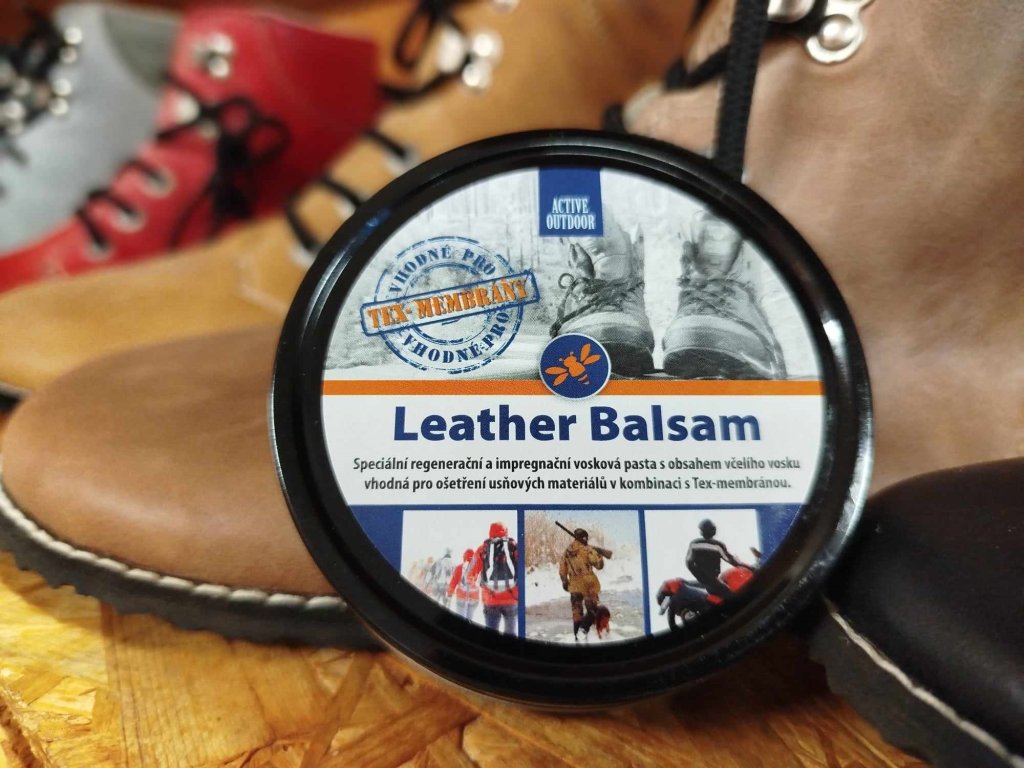 ACTIVE
OUTDOOR
VHODNÉ PRO
TEX-MEMBRÁNY
VHODNÉ PRO
Leather Balsam
Speciální regenerační a impregnační vosková pasta s obsahem včelího vosku
vhodná pro ošetření usňových materiálů v kombinaci s Tex-membránou.